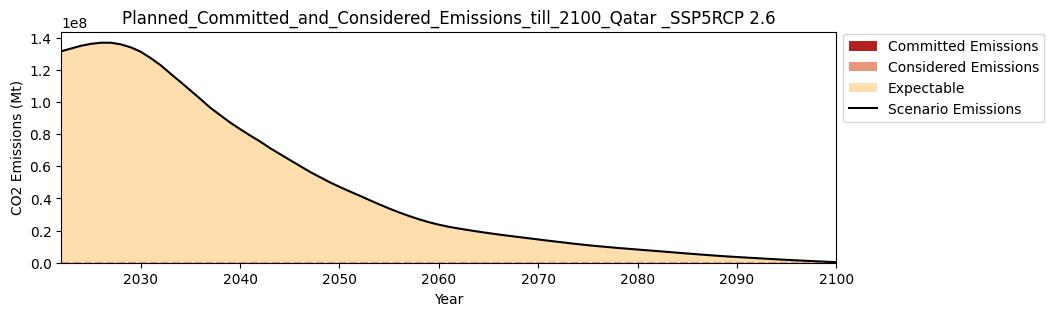 Planned_Committed_and_Considered_Emissions_till_2100_Qatar _SSP5RCP 2.6
1e8
1.4
1.2
1.0
0.8
0.6
0.4
0.2
0.0
CO2 Emissions (Mt)
2030 2040 2050 2060 2070 2080 2090 2100
Year
Committed Emissions
Considered Emissions
Expectable
Scenario Emissions